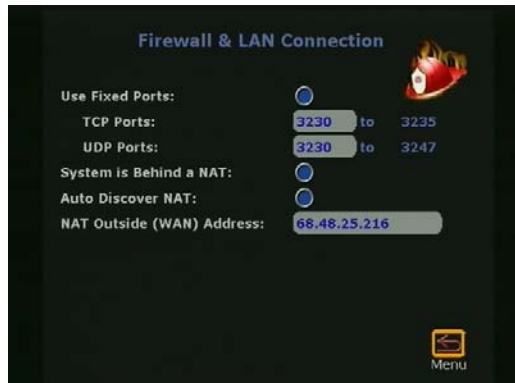 Firewall & LAN Connection
Use Fixed Ports:
TCP Ports: 3230 to 3235
UDP Ports: 3230 to 3247
System is Behind a NAT:
Auto Discover NAT:
NAT Outside (WAN) Address: 68.48.25.216
Menu